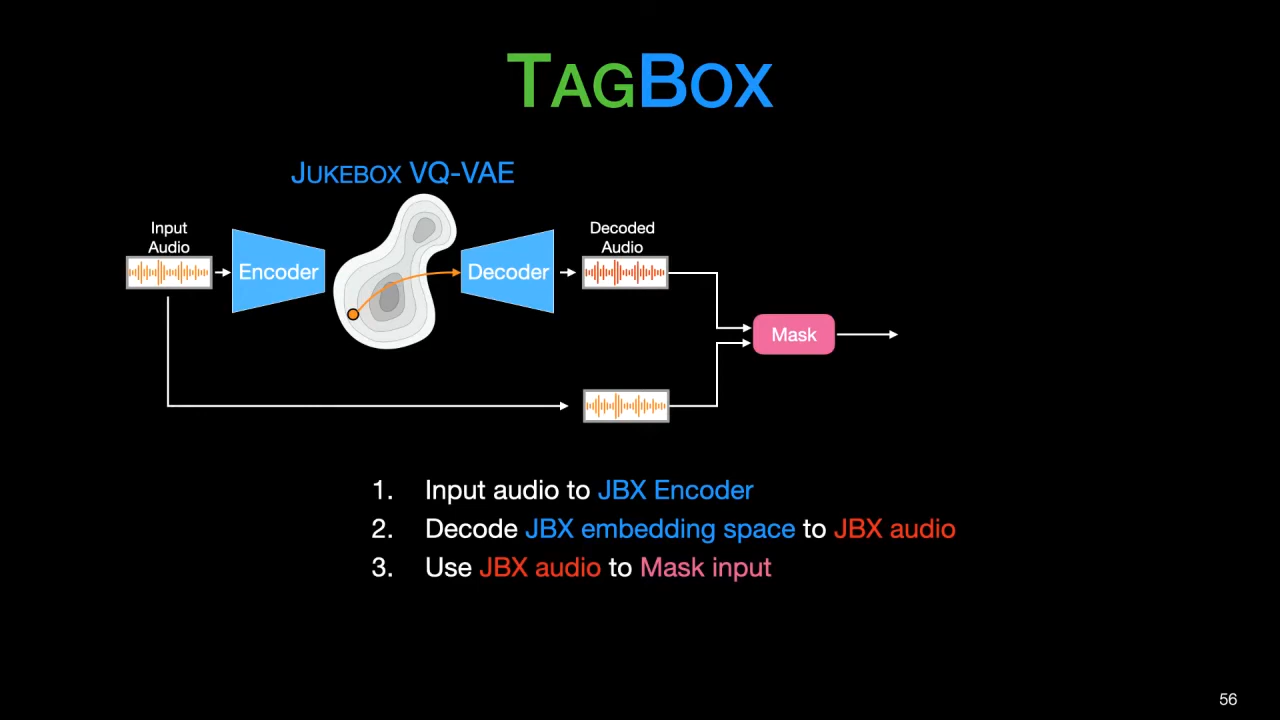 TAGBOX
JUKEBOX VQ-VAE
Input
Audio
Encoder
Decoder
Decoded
Audio
Mask
1. Input audio to JBX Encoder
2. Decode JBX embedding space to JBX audio
3. Use JBX audio to Mask input
56